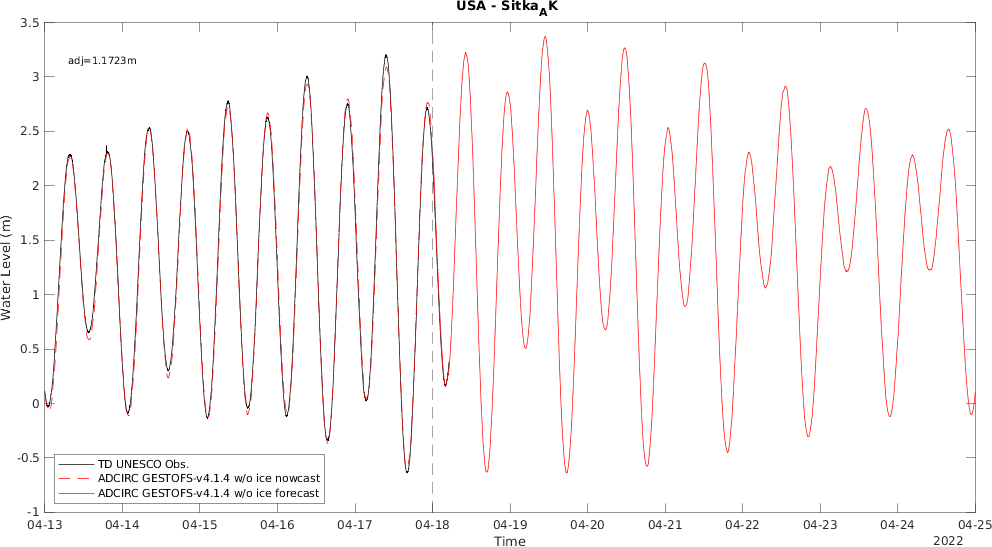 USA - Sitka_AK
3.5
adj=1.1723m
3
2.5
2
1.5
1
0.5
0
-0.5
-1
Water Level (m)
TD UNESCO Obs.
ADCIRC GESTOFS-v4.1.4 w/o ice nowcast
ADCIRC GESTOFS-v4.1.4 w/o ice forecast
04-13 04-14 04-15 04-16 04-17 04-18 04-19 04-20 04-21 04-22 04-23 04-24 04-25
Time
2022